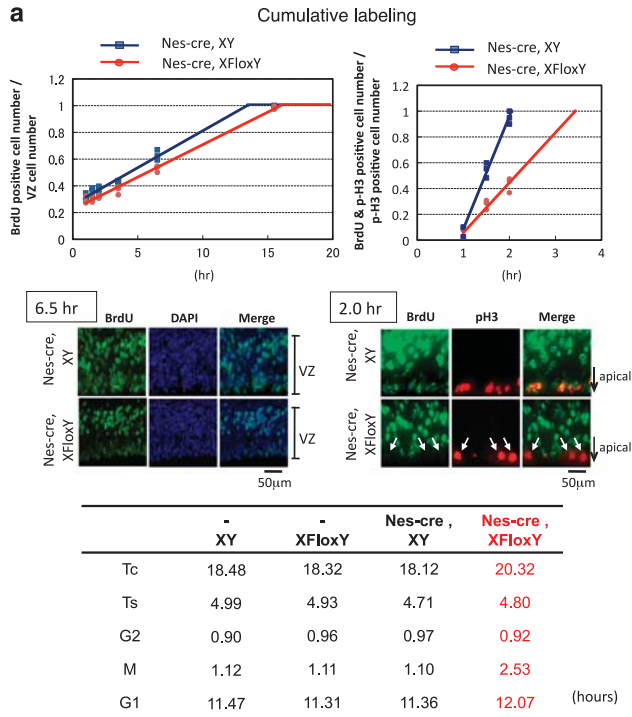 a
Cumulative labeling
Nes-cre, XY
Nes-cre, XFloxY
BrdU positive cell number /
VZ cell number
1,2
1
0.8
0.6
0.4
0.2
0
0 5 10 15 20
(hr)
Nes-cre, XY
Nes-cre, XFloxY
BrdU & p-H3 positive cell number /
p-H3 positive cell number
1.2
1
0.8
0.6
0.4
0.2
0
0 1 2 3 4
(hr)
6.5 hr
BrdU DAPI Merge
Nes-cre,
XY
VZ
Nes-cre,
XFloxY
VZ
50μm
2.0 hr
BrdU pH3 Merge
Nes-cre,
XY
apical
Nes-cre,
XFloxY
apical
50μm
- - Nes-cre , Nes-cre ,
XY XFloxY XY XFloxY
Tc 18.48 18.32 18.12 20.32
Ts 4.99 4.93 4.71 4.80
G2 0.90 0.96 0.97 0.92
M 1.12 1.11 1.10 2.53
G1 11.47 11.31 11.36 12.07 (hours)